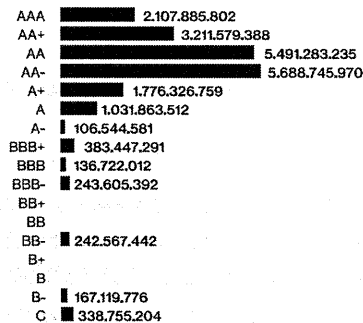 AAA 2.107.885.802
AA+ 3.211.579.388
AA 5.491.283.235
AA- 5.688.745.970
A+ 1.776.326.759
A 1.031.863.512
A- 106.544.581
BBB+ 383.447.291
BBB 136.722.012
BBB- 243.605.392
BB+
BB
BB- 242.567.442
B+
B
B- 167.119.776
C 338.755.204